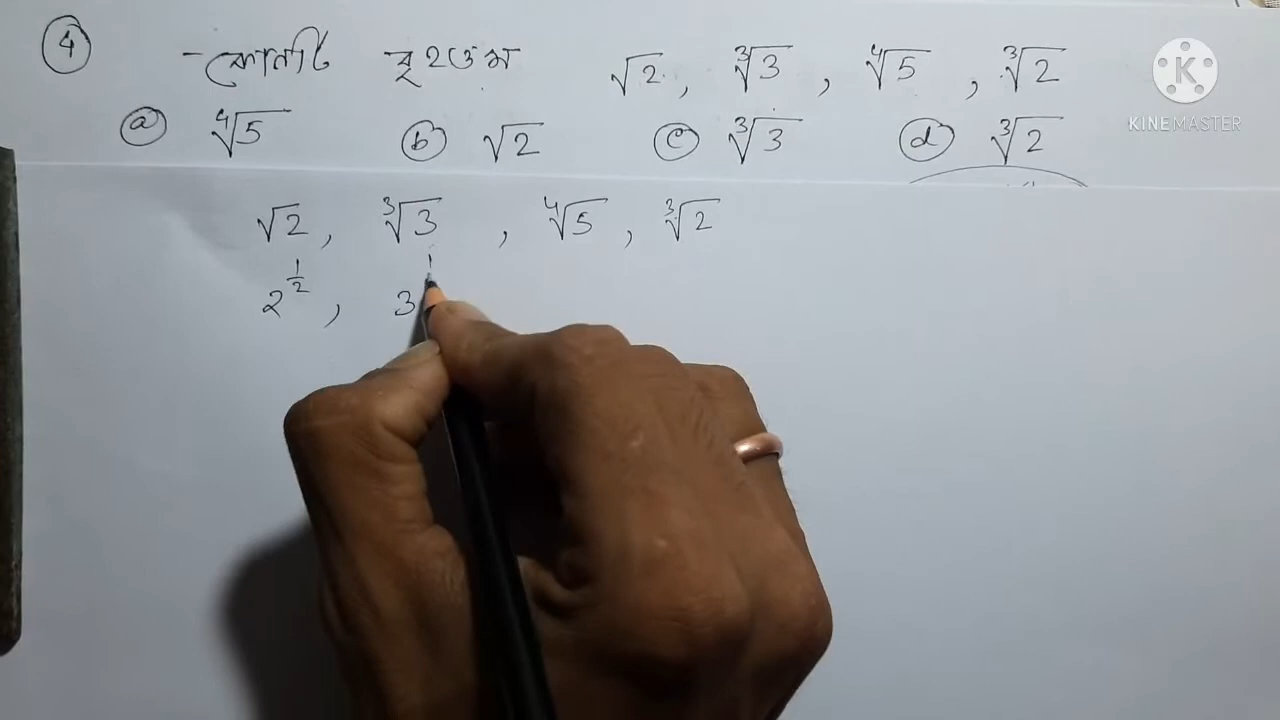 ④ কোনটি বৃহত্তম √2, ∛3, ∜5, ∛2
ⓐ ∜5 ⓑ √2 ⓒ ∛3 ⓓ ∛2
√2, ∛3, ∜5, ∛2
2^(1/2), 3^1
K
KINEMASTER